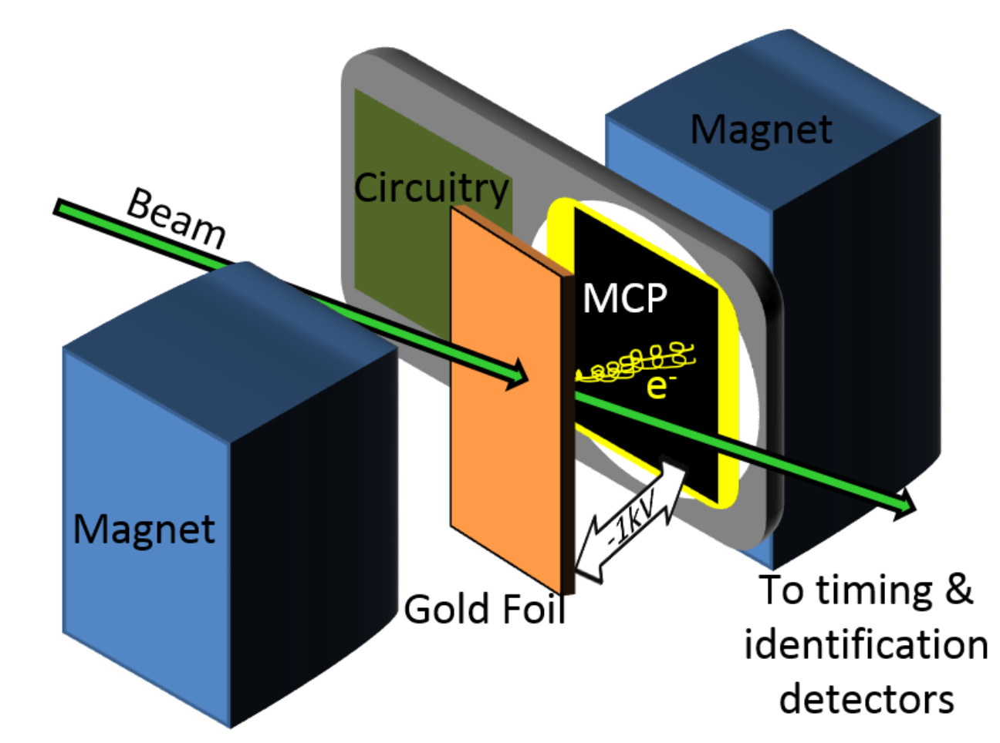 Magnet
Circuitry
Beam
MCP
e-
-1kV
Magnet
Gold Foil
To timing &
identification
detectors